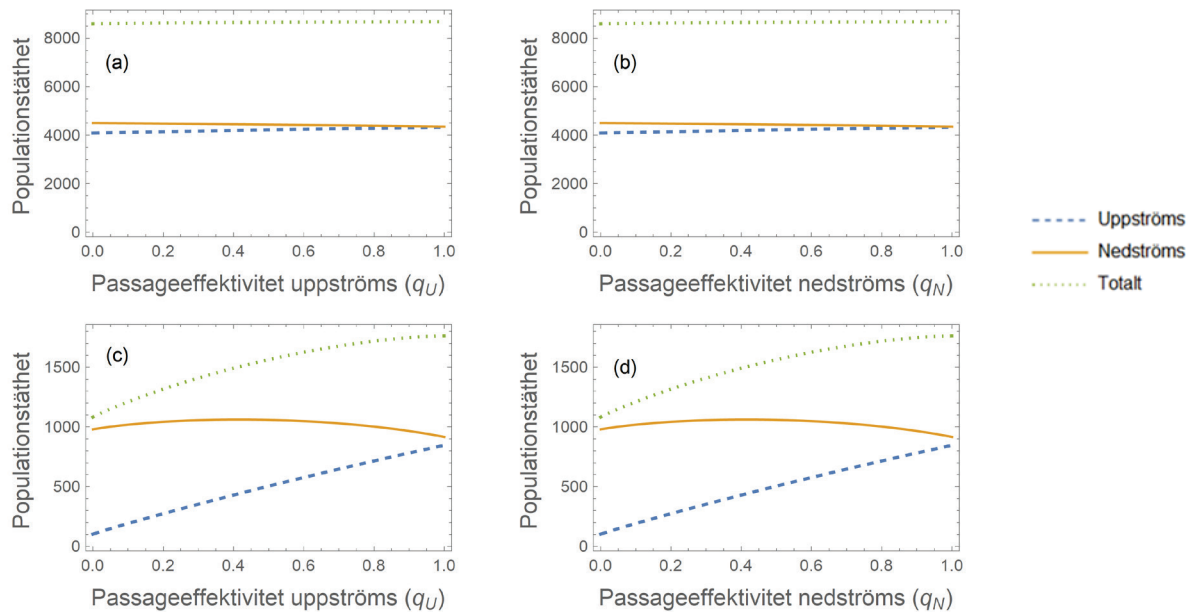 (a)
Populationstäthet
8000
6000
4000
2000
0
0.0 0.2 0.4 0.6 0.8 1.0
Passageeffektivitet uppströms (qU)
(b)
Populationstäthet
8000
6000
4000
2000
0
0.0 0.2 0.4 0.6 0.8 1.0
Passageeffektivitet nedströms (qN)
Uppströms
Nedströms
Totalt
(c)
Populationstäthet
1500
1000
500
0
0.0 0.2 0.4 0.6 0.8 1.0
Passageeffektivitet uppströms (qU)
(d)
Populationstäthet
1500
1000
500
0
0.0 0.2 0.4 0.6 0.8 1.0
Passageeffektivitet nedströms (qN)